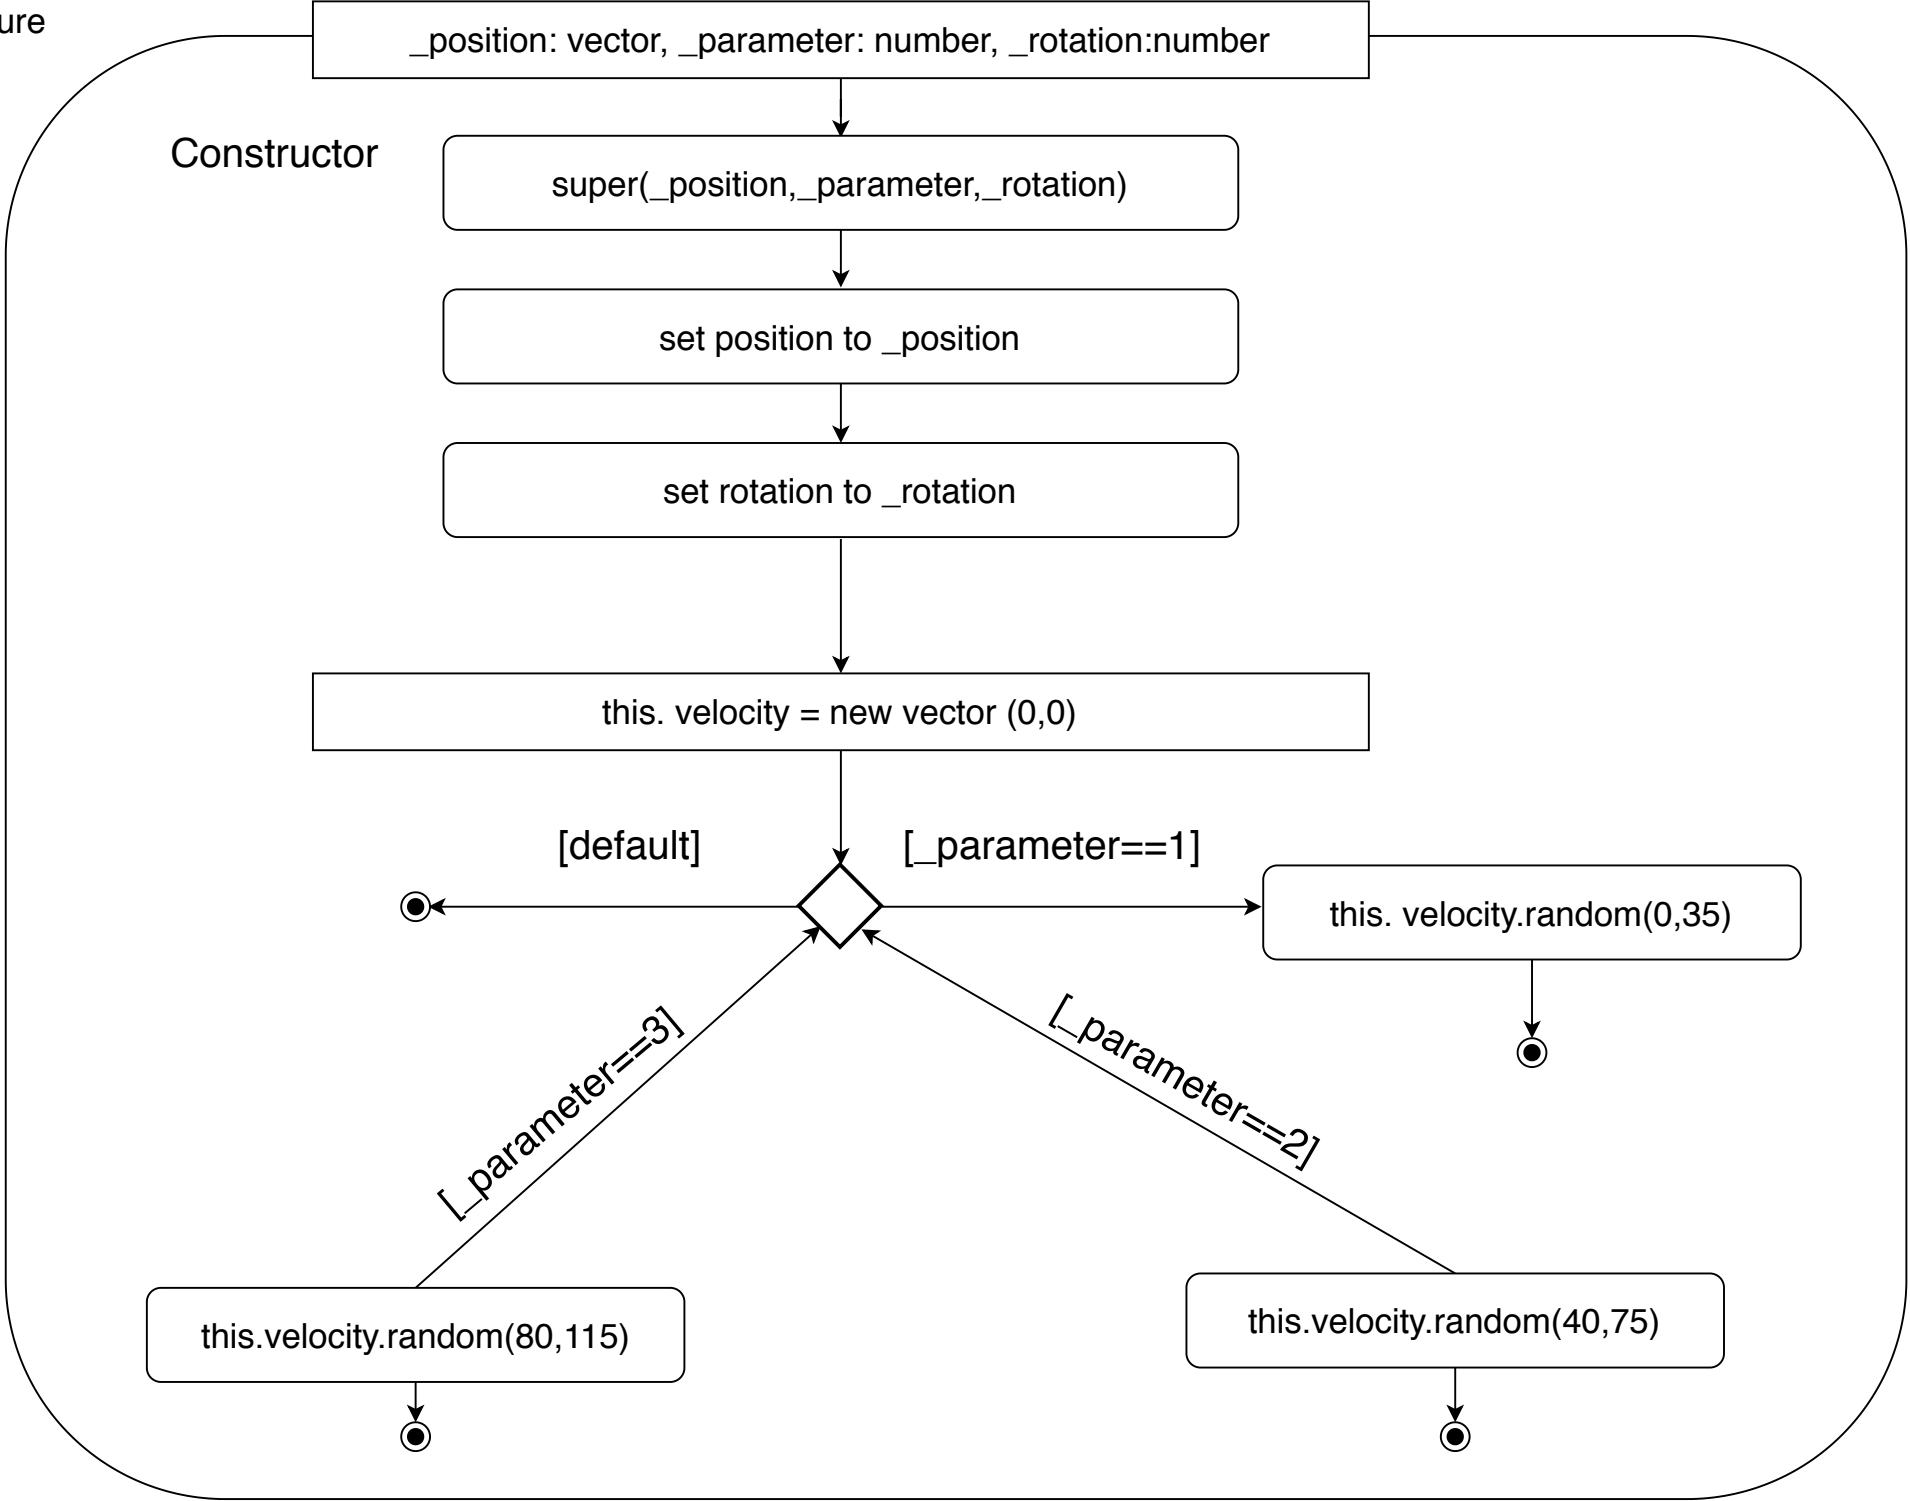 ure
_position: vector, _parameter: number, _rotation:number
Constructor
super(_position,_parameter,_rotation)
set position to _position
set rotation to _rotation
this. velocity = new vector (0,0)
[default]
[_parameter==1]
this. velocity.random(0,35)
[_parameter==3]
[_parameter==2]
this.velocity.random(80,115)
this.velocity.random(40,75)